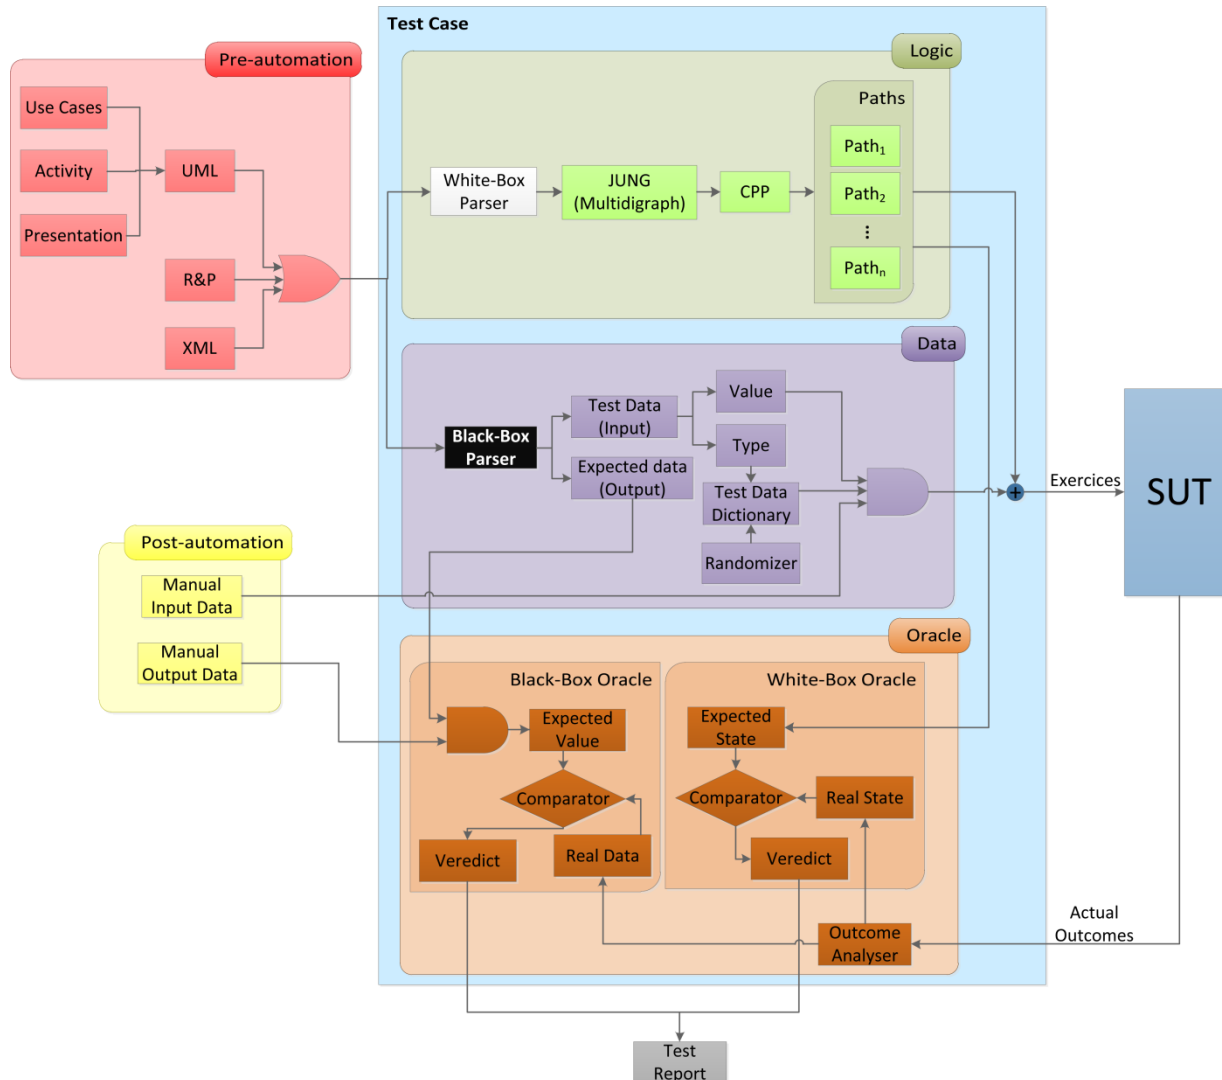 Test Case
Pre-automation
Use Cases
Activity
Presentation
UML
R&P
XML
Logic
White-Box
Parser
JUNG
(Multidigraph)
CPP
Paths
Path1
Path2
⋮
Pathn
Data
Black-Box
Parser
Test Data
(Input)
Expected data
(Output)
Value
Type
Test Data
Dictionary
Randomizer
+
Exercices
SUT
Post-automation
Manual
Input Data
Manual
Output Data
Oracle
Black-Box Oracle
Expected
Value
Comparator
Veredict
Real Data
White-Box Oracle
Expected
State
Comparator
Real State
Veredict
Outcome
Analyser
Actual
Outcomes
Test
Report